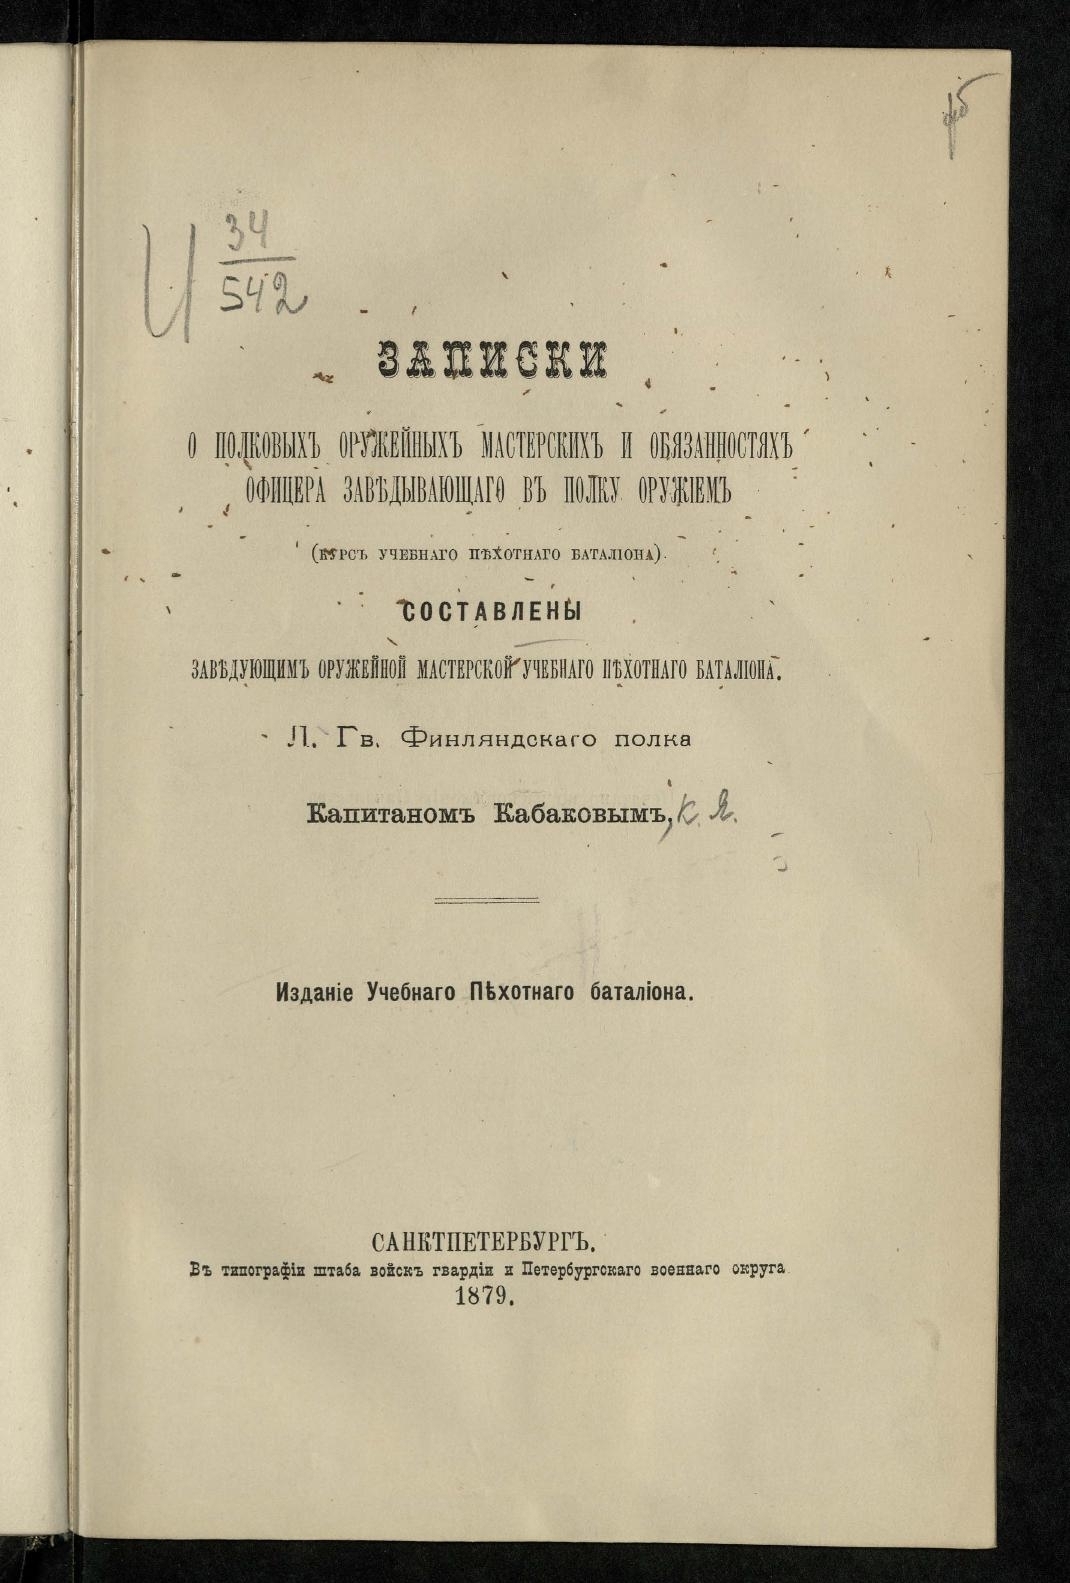 И 34
542
ЗАПИСКИ
О ПОЛКОВЫХЪ ОРУЖЕЙНЫХЪ МАСТЕРСКИХЪ И ОБЯЗАННОСТЯХЪ
ОФИЦЕРА ЗАВѢДЫВАЮЩАГО ВЪ ПОЛКУ ОРУЖІЕМЪ
(КУРСЪ УЧЕБНАГО ПѢХОТНАГО БАТАЛІОНА).
СОСТАВЛЕНЫ
ЗАВѢДУЮЩИМЪ ОРУЖЕЙНОЙ МАСТЕРСКОЙ УЧЕБНАГО ПѢХОТНАГО БАТАЛІОНА.
Л. Гв. Финляндскаго полка
Капитаномъ Кабаковымъ, К. Я.
Изданіе Учебнаго Пѣхотнаго баталіона.
САНКТПЕТЕРБУРГЪ.
Въ типографіи штаба войскъ гвардіи и Петербургскаго военнаго округа
1879.